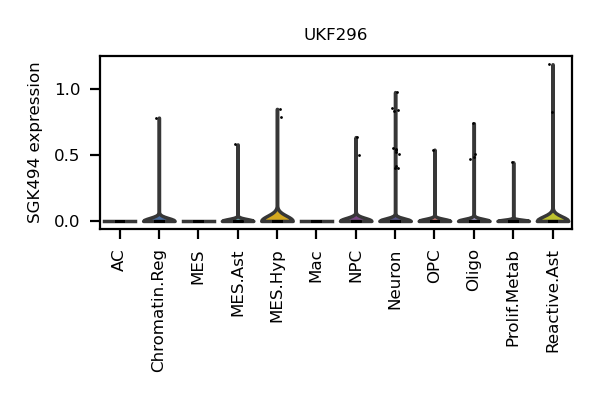 UKF296
SGK494 expression
1.0
0.5
0.0
AC
Chromatin.Reg
MES
MES.Ast
MES.Hyp
Mac
NPC
Neuron
OPC
Oligo
Prolif.Metab
Reactive.Ast